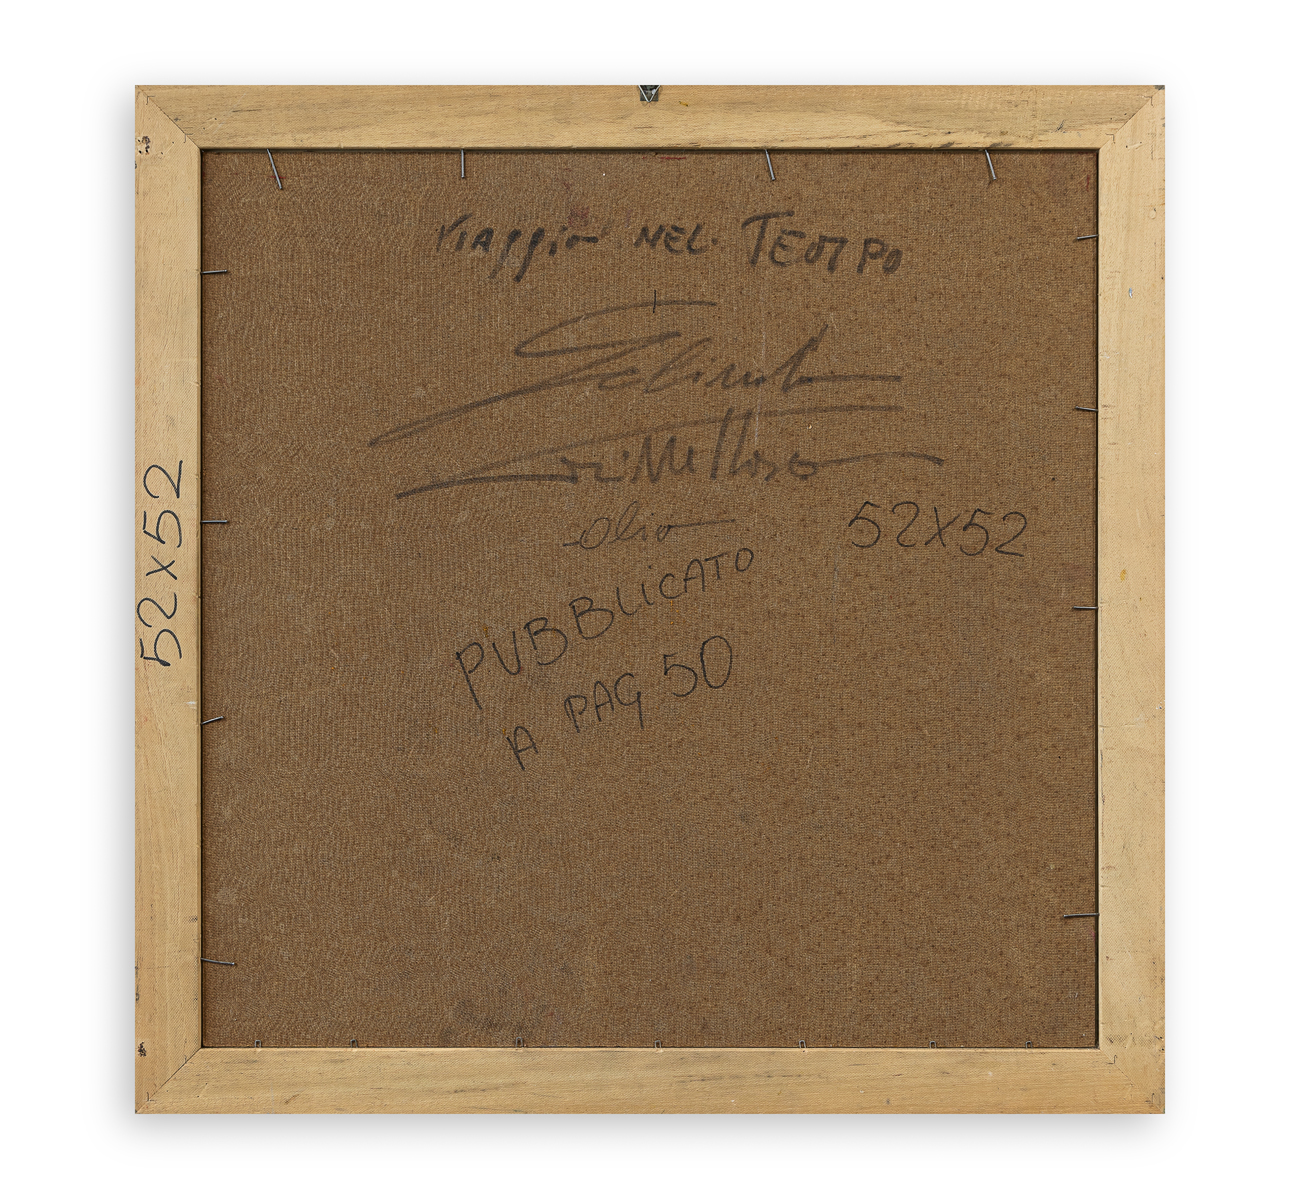 Viaggio NEL TEMPO
Olio
52x52
PUBBLICATO
A PAG 50
52x52